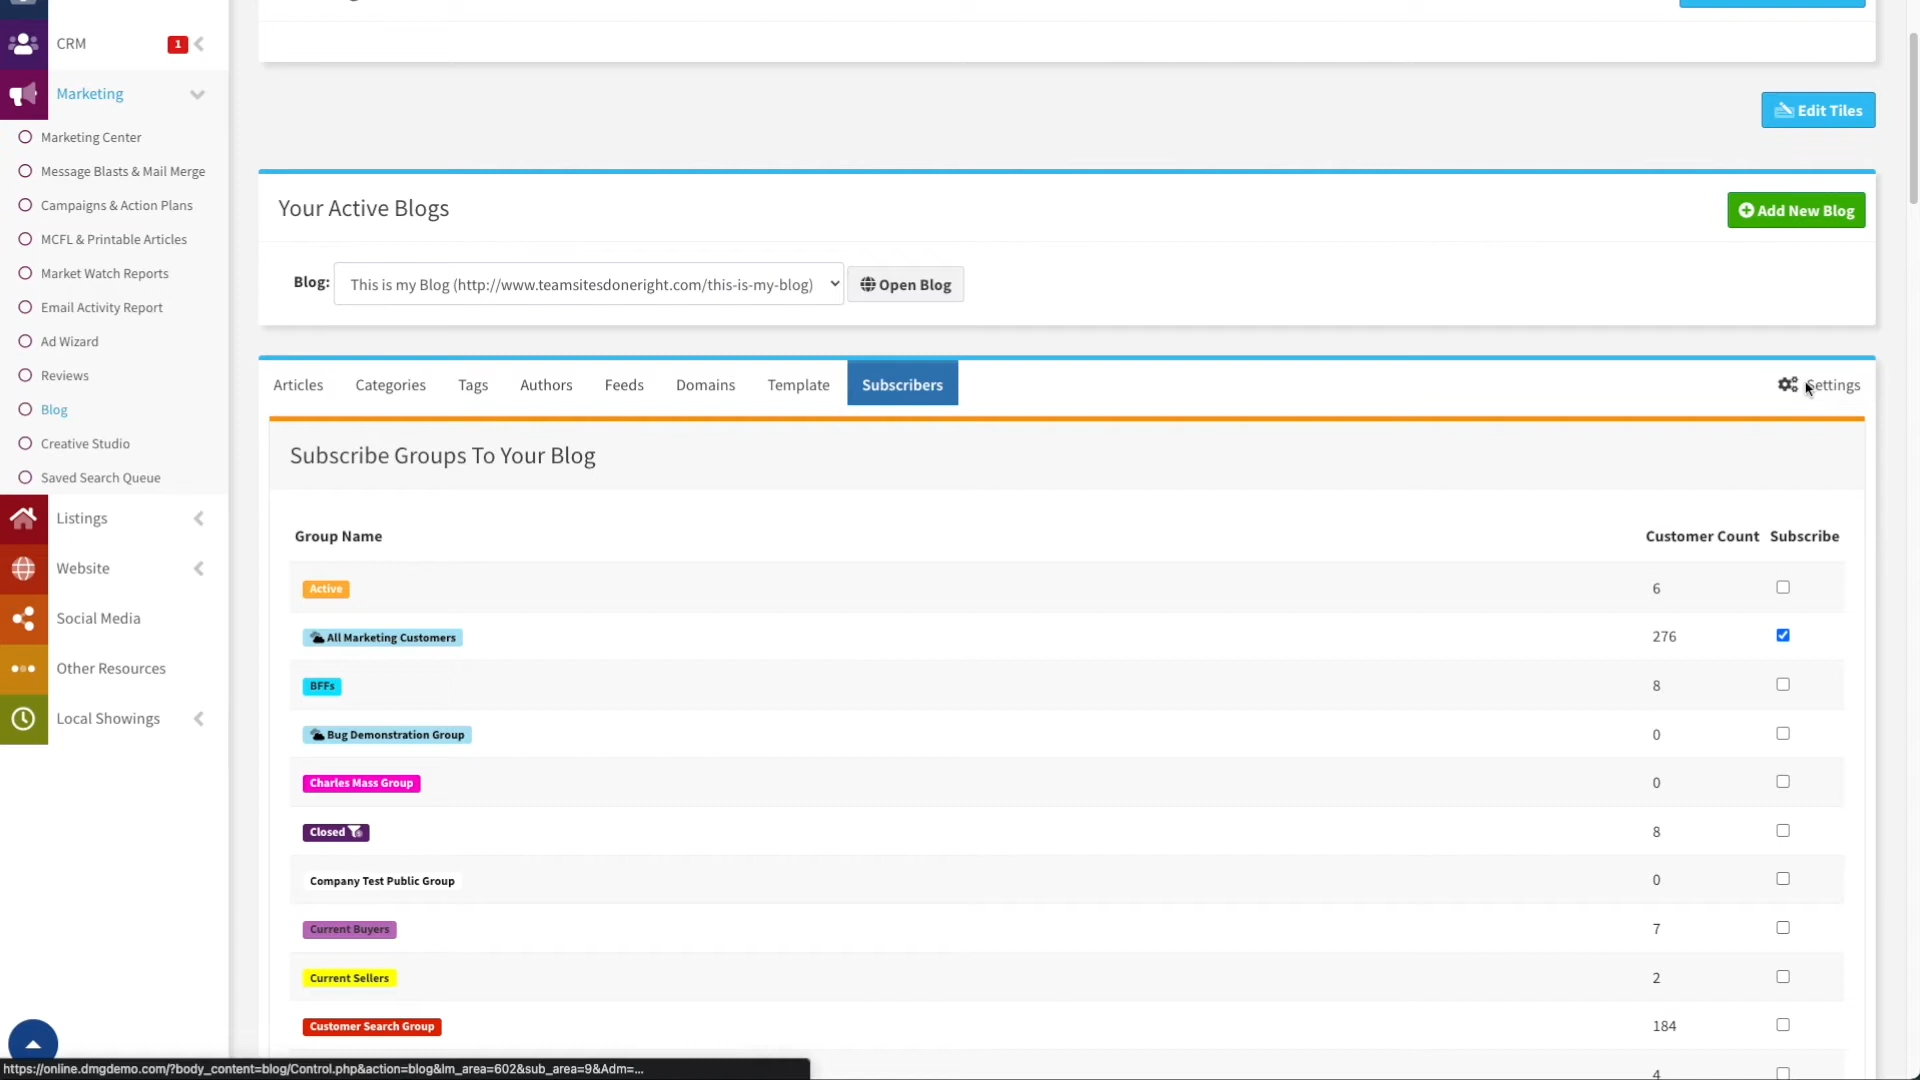 CRM 1
Marketing
Marketing Center
Message Blasts & Mail Merge
Campaigns & Action Plans
MCFL & Printable Articles
Market Watch Reports
Email Activity Report
Ad Wizard
Reviews
Blog
Creative Studio
Saved Search Queue
Listings
Website
Social Media
Other Resources
Local Showings
Edit Tiles
Your Active Blogs
Add New Blog
Blog: This is my Blog (http://www.teamsitesdoneright.com/this-is-my-blog) Open Blog
Articles Categories Tags Authors Feeds Domains Template Subscribers Settings
Subscribe Groups To Your Blog
Group Name Customer Count Subscribe
Active 6
All Marketing Customers 276
BFFs 8
Bug Demonstration Group 0
Charles Mass Group 0
Closed 8
Company Test Public Group 0
Current Buyers 7
Current Sellers 2
Customer Search Group 184
4
https://online.dmgdemo.com/?body_content=blog/Control.php&action=blog&lm_area=602&sub_area=9&Adm=...